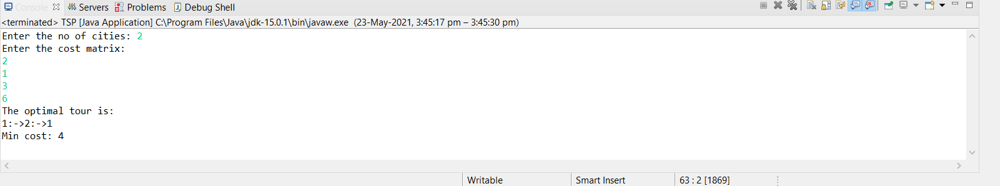 Console Servers Problems Debug Shell
<terminated> TSP [Java Application] C:\Program Files\Java\jdk-15.0.1\bin\javaw.exe (23-May-2021, 3:45:17 pm – 3:45:30 pm)
Enter the no of cities: 2
Enter the cost matrix:
2
1
3
6
The optimal tour is:
1:->2:->1
Min cost: 4
Writable Smart Insert 63 : 2 [1869]